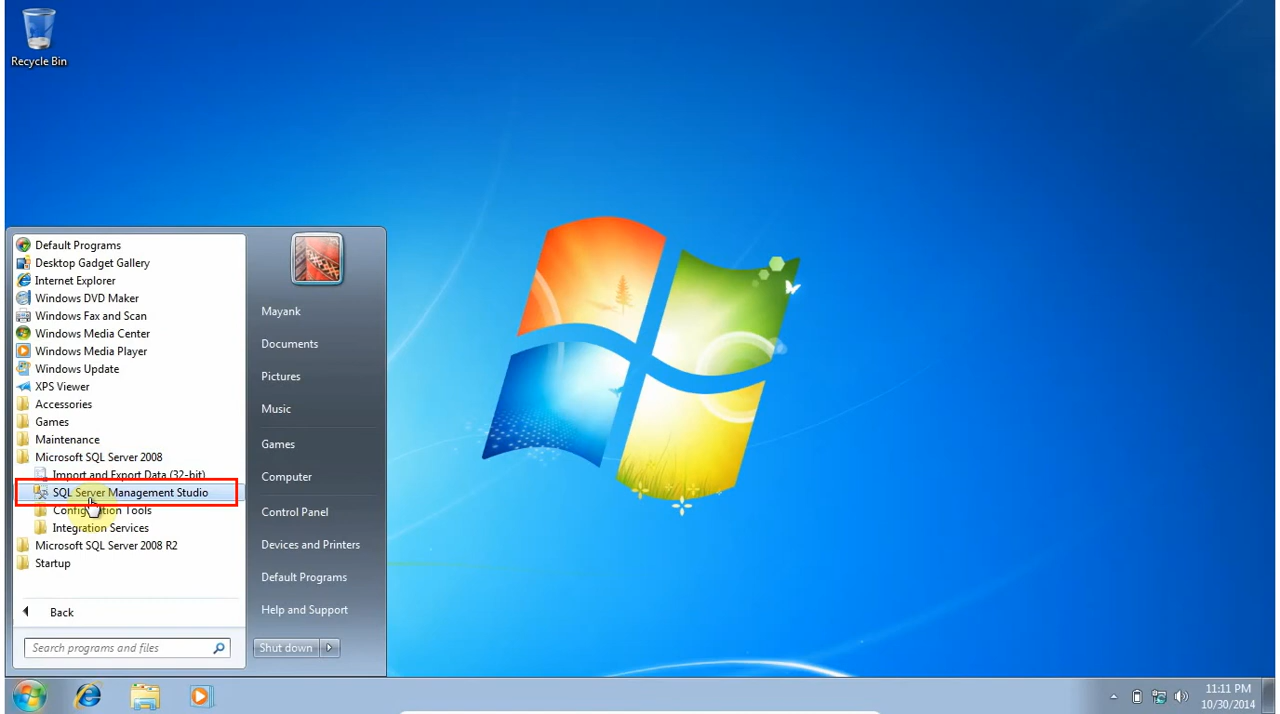 Recycle Bin
Default Programs
Desktop Gadget Gallery
Internet Explorer
Windows DVD Maker
Windows Fax and Scan
Windows Media Center
Windows Media Player
Windows Update
XPS Viewer
Accessories
Games
Maintenance
Microsoft SQL Server 2008
Import and Export Data (32-bit)
SQL Server Management Studio
Configuration Tools
Integration Services
Microsoft SQL Server 2008 R2
Startup
Back
Search programs and files
Mayank
Documents
Pictures
Music
Games
Computer
Control Panel
Devices and Printers
Default Programs
Help and Support
Shut down
11:11 PM
10/30/2014